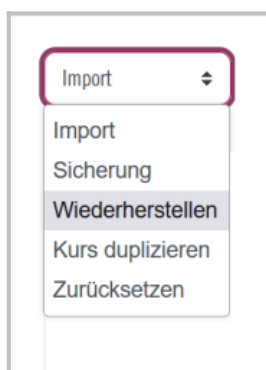 Import
Import
Sicherung
Wiederherstellen
Kurs duplizieren
Zurücksetzen